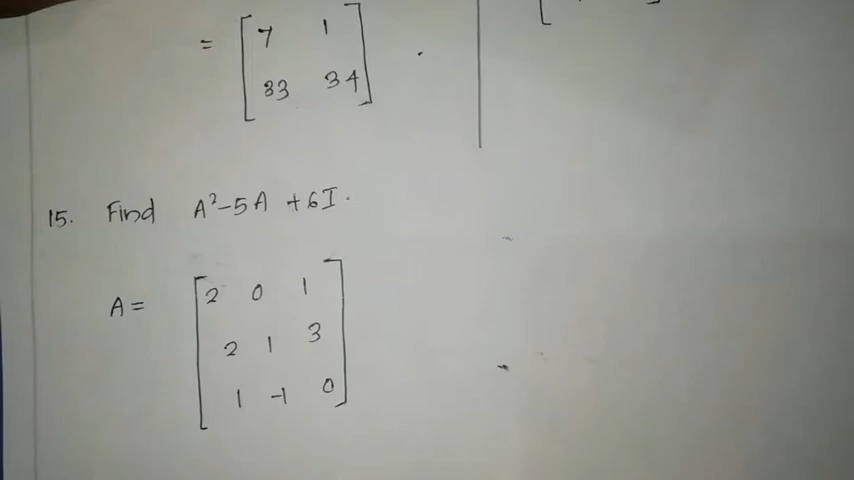 = [ 7 1
33 34 ] .
15. Find A²-5A + 6I.
A = [ 2 0 1
2 1 3
1 -1 0 ]